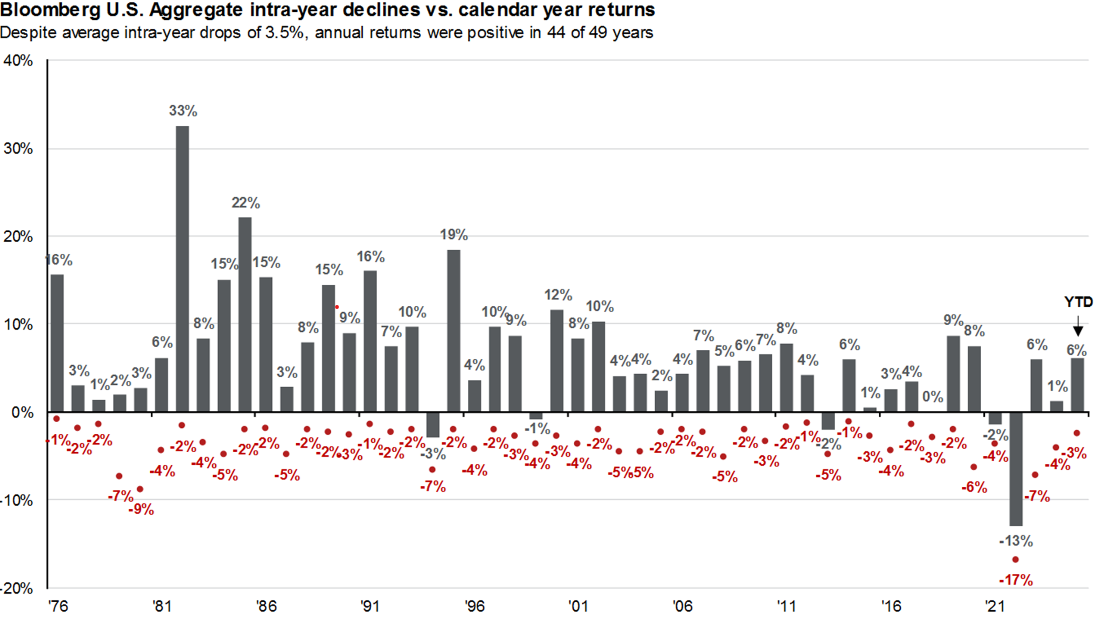 Bloomberg U.S. Aggregate intra-year declines vs. calendar year returns
Despite average intra-year drops of 3.5%, annual returns were positive in 44 of 49 years
40%
30%
20%
10%
0%
-10%
-20%
YTD
16% 3% 1% 2% 3% 6% 33% 8% 15% 22% 15% 3% 8% 15% 9% 16% 7% 10% -3% 19% 4% 10% 9% -1% 12% 8% 10% 4% 4% 2% 4% 7% 5% 6% 7% 8% 4% -2% 6% 1% 3% 4% 0% 9% 8% -2% -13% 6% 1% 6%
-1% -2% -2% -7% -9% -4% -2% -4% -5% -2% -2% -5% -2% -2% -3% -1% -2% -2% -7% -2% -4% -2% -3% -4% -3% -4% -2% -5% -5% -2% -2% -2% -5% -2% -3% -2% -1% -5% -1% -3% -4% -2% -3% -2% -6% -4% -17% -7% -4% -3%
'76 '81 '86 '91 '96 '01 '06 '11 '16 '21